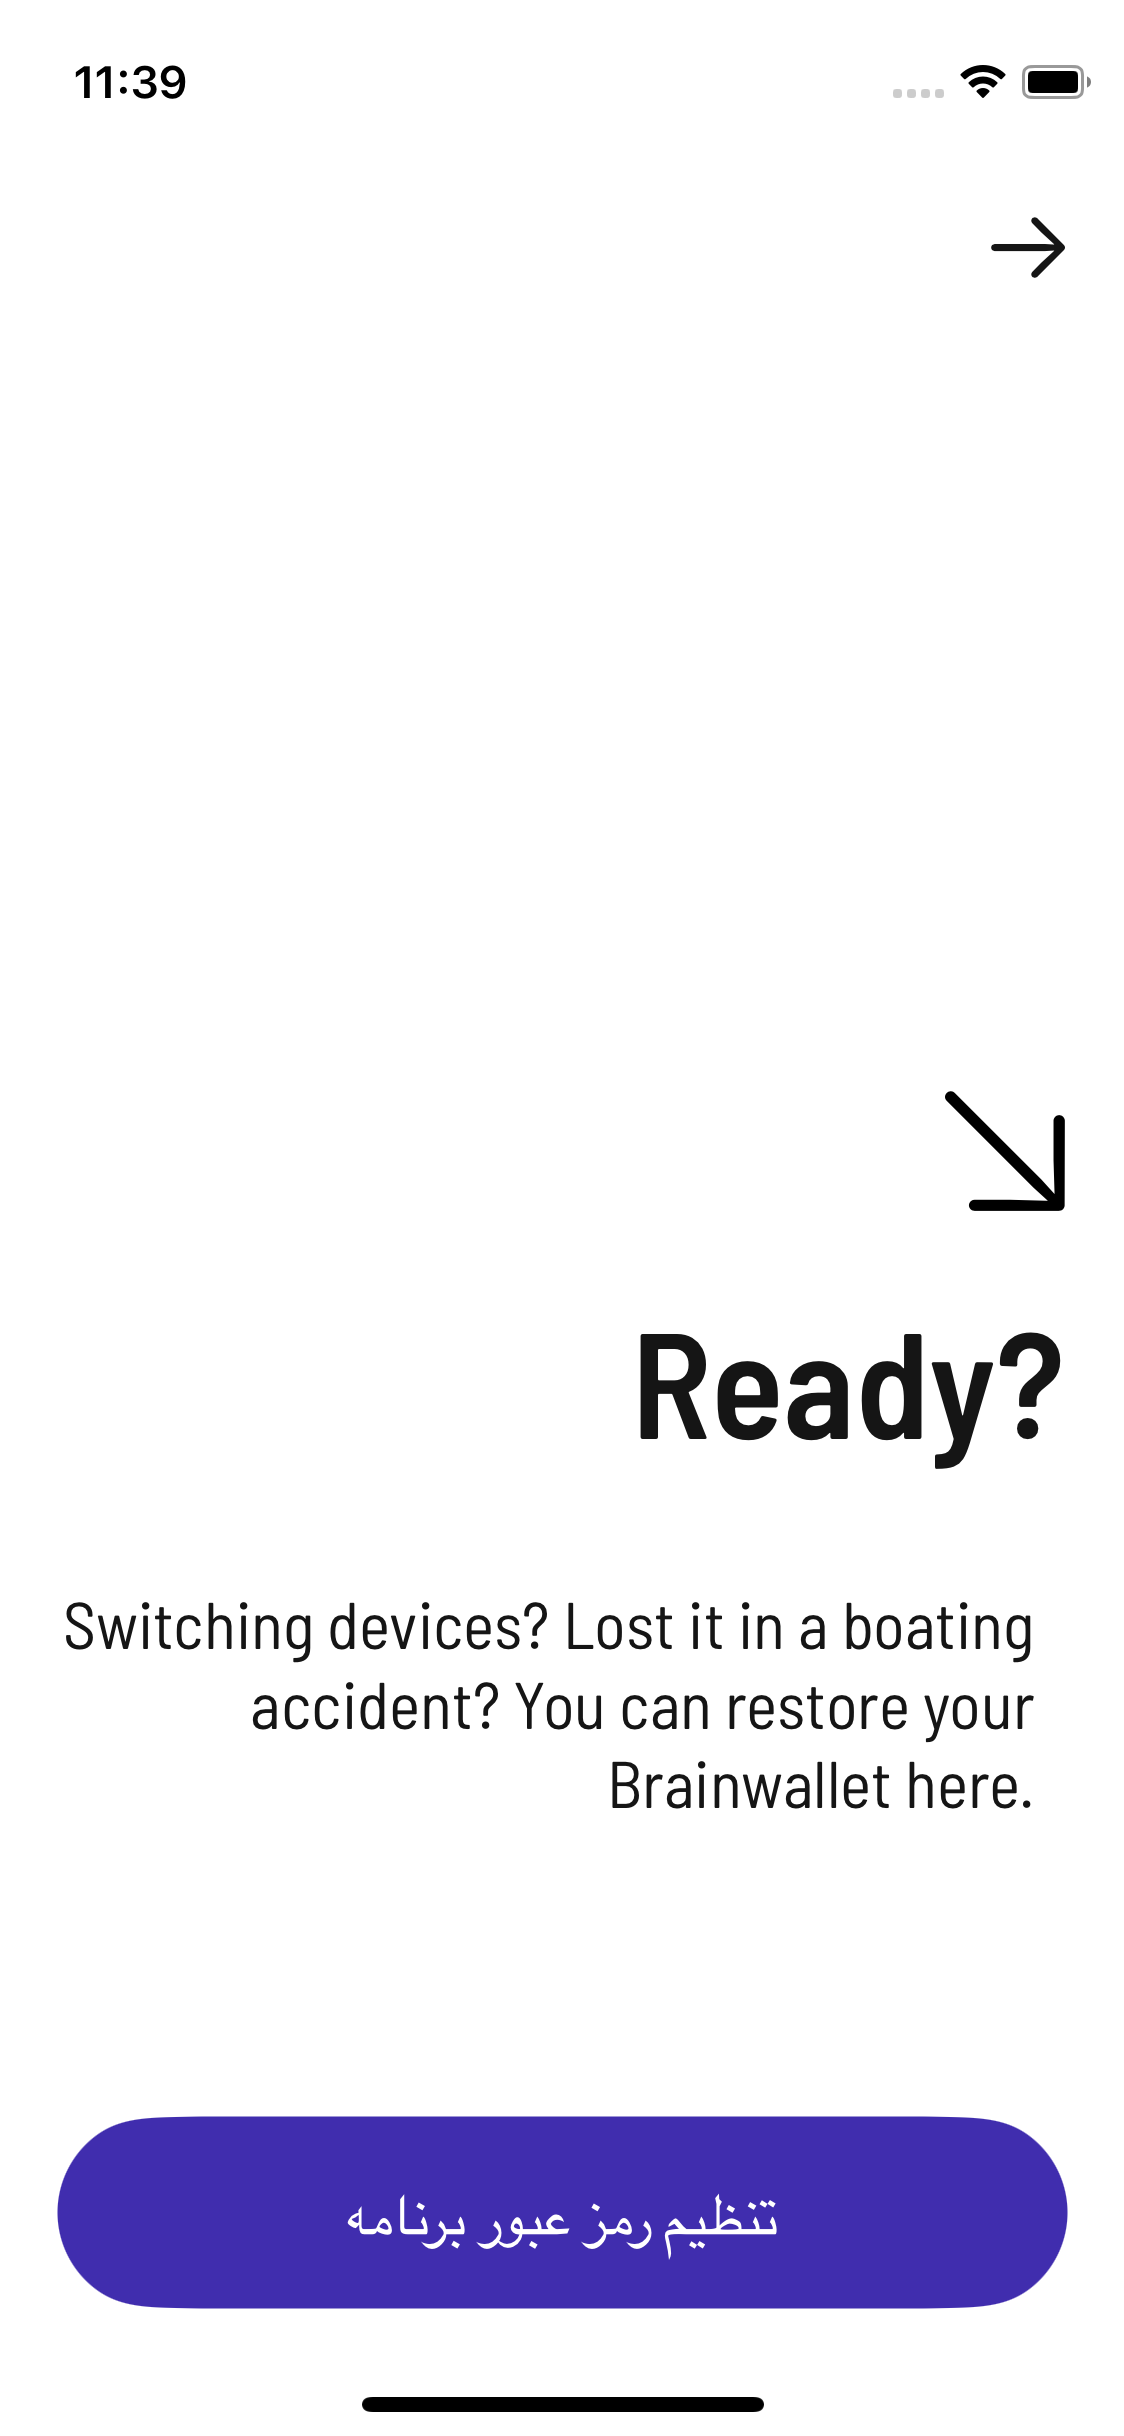 11:39
Ready?
Switching devices? Lost it in a boating
accident? You can restore your
Brainwallet here.
تنظیم رمز عبور برنامه